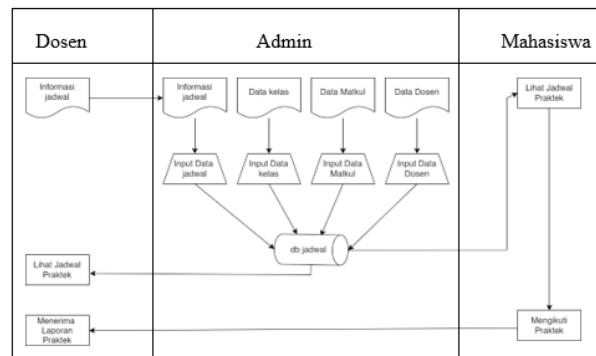 Dosen
Admin
Mahasiswa
Informasi
jadwal
Informasi
jadwal
Data kelas
Data Matkul
Data Dosen
Lihat Jadwal
Praktek
Input Data
jadwal
Input Data
kelas
Input Data
Matkul
Input Data
Dosen
db jadwal
Lihat Jadwal
Praktek
Menerima
Laporan
Praktek
Mengikuti
Praktek